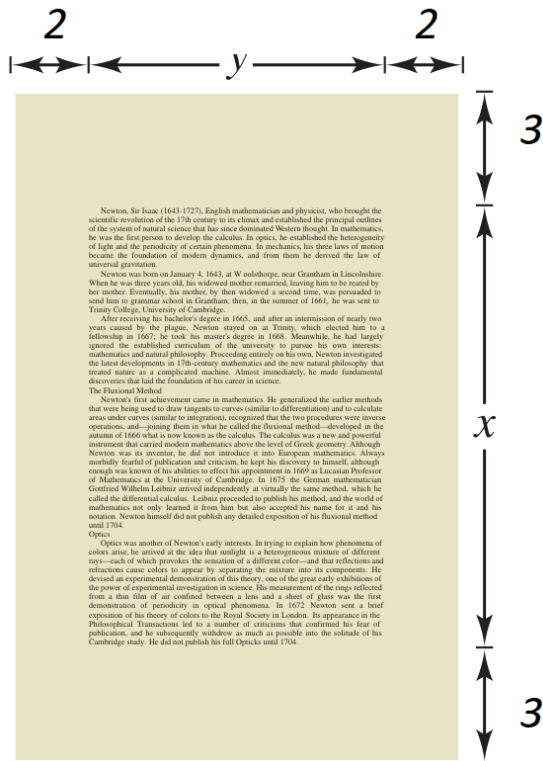 2
2
y
3
Newton, Sir Isaac (1643-1727), English mathematician and physicist, who brought the
scientific revolution of the 17th century to its climax and established the principal outlines
of the system of natural science that has since dominated Western thought. In mathematics,
he was the first person to develop the calculus. In optics, he established the heterogeneity
of light and the periodicity of certain phenomena. In mechanics, his three laws of motion
became the foundation of modern dynamics, and from them he derived the law of
universal gravitation.
Newton was born on January 4, 1643, at W oolsthorpe, near Grantham in Lincolnshire.
When he was three years old, his widowed mother remarried, leaving him to be reared by
her mother. Eventually, his mother, by then widowed a second time, was persuaded to
send him to grammar school in Grantham; then, in the summer of 1661, he was sent to
Trinity College, University of Cambridge.
After receiving his bachelor's degree in 1665, and after an intermission of nearly two
years caused by the plague, Newton stayed on at Trinity, which elected him to a
fellowship in 1667; he took his master's degree in 1668. Meanwhile, he had largely
ignored the established curriculum of the university to pursue his own interests:
mathematics and natural philosophy. Proceeding entirely on his own, Newton investigated
the latest developments in 17th-century mathematics and the new natural philosophy that
treated nature as a complicated machine. Almost immediately, he made fundamental
discoveries that laid the foundation of his career in science.
The Fluxional Method
Newton's first achievement came in mathematics. He generalized the earlier methods
that were being used to draw tangents to curves (similar to differentiation) and to calculate
areas under curves (similar to integration), recognized that the two procedures were inverse
operations, and—joining them in what he called the fluxional method—developed in the
autumn of 1666 what is now known as the calculus. The calculus was a new and powerful
instrument that carried modern mathematics above the level of Greek geometry. Although
Newton was its inventor, he did not introduce it into European mathematics. Always
morbidly fearful of publication and criticism, he kept his discovery to himself, although
enough was known of his abilities to effect his appointment in 1669 as Lucasian Professor
of Mathematics at the University of Cambridge. In 1675 the German mathematician
Gottfried Wilhelm Leibniz arrived independently at virtually the same method, which he
called the differential calculus. Leibniz proceeded to publish his method, and the world of
mathematics not only learned it from him but also accepted his name for it and his
notation. Newton himself did not publish any detailed exposition of his fluxional method
until 1704.
Optics
Optics was another of Newton's early interests. In trying to explain how phenomena of
colors arise, he arrived at the idea that sunlight is a heterogeneous mixture of different
rays—each of which provokes the sensation of a different color—and that reflections and
refractions cause colors to appear by separating the mixture into its components. He
devised an experimental demonstration of this theory, one of the great early exhibitions of
the power of experimental investigation in science. His measurement of the rings reflected
from a thin film of air confined between a lens and a sheet of glass was the first
demonstration of periodicity in optical phenomena. In 1672 Newton sent a brief
exposition of his theory of colors to the Royal Society in London. Its appearance in the
Philosophical Transactions led to a number of criticisms that confirmed his fear of
publication, and he subsequently withdrew as much as possible into the solitude of his
Cambridge study. He did not publish his full Opticks until 1704.
x
3